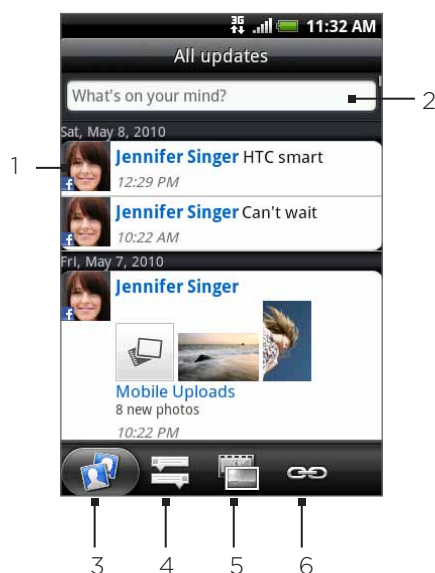 3G 11:32 AM
All updates
What's on your mind?
2
Sat, May 8, 2010
1
Jennifer Singer HTC smart
12:29 PM
Jennifer Singer Can't wait
10:22 AM
Fri, May 7, 2010
Jennifer Singer
Mobile Uploads
8 new photos
10:22 PM
3 4 5 6